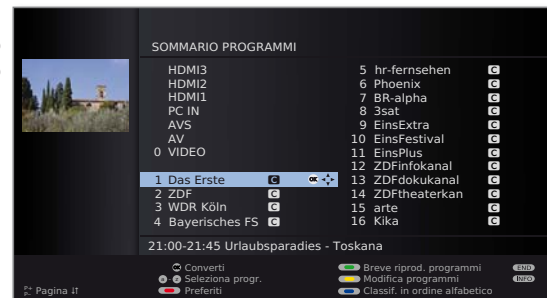 SOMMARIO PROGRAMMI
HDMI3
HDMI2
HDMI1
PC IN
AVS
AV
0 VIDEO
1 Das Erste C OK
2 ZDF C
3 WDR Köln C
4 Bayerisches FS C
5 hr-fernsehen C
6 Phoenix C
7 BR-alpha C
8 3sat C
9 EinsExtra C
10 EinsFestival C
11 EinsPlus C
12 ZDFinfokanal C
13 ZDFdokukanal C
14 ZDFtheaterkan C
15 arte C
16 Kika C
21:00-21:45 Urlaubsparadies - Toskana
OK Converti
Seleziona progr.
Preferiti
Breve riprod. programmi END
Modifica programmi INFO
Classif. in ordine alfabetico
P+ P- Pagina